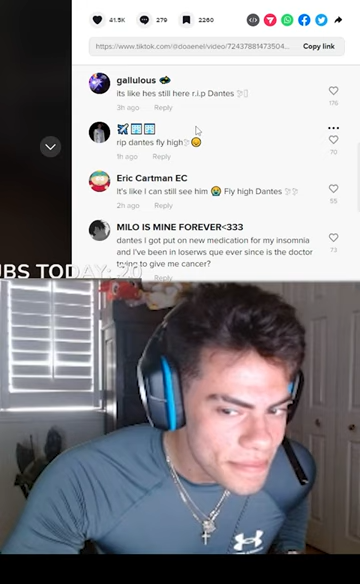 41.5K 279 2260
https://www.tiktok.com/@doaenel/video/72437881473504... Copy link
gallulous
its like hes still here r.i.p Dantes
176
3h ago Reply
rip dantes fly high
70
1h ago Reply
Eric Cartman EC
It's like I can still see him 😭 Fly high Dantes
55
2h ago Reply
MILO IS MINE FOREVER<333
dantes I got put on new medication for my insomnia
73
and I've been in loserws que ever since is the doctor
trying to give me cancer?
Reply
UBS TODAY: 20
UNDER ARMOUR